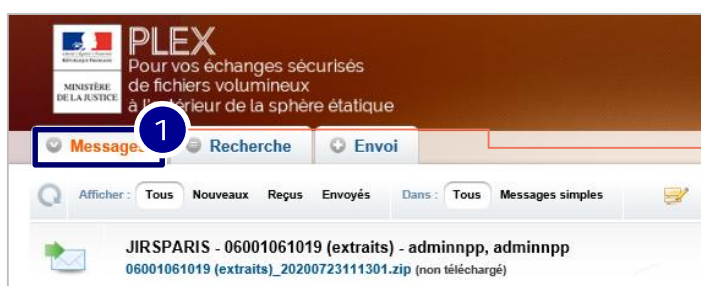 PLEX
Pour vos échanges sécurisés
de fichiers volumineux
à l'intérieur de la sphère étatique
MINISTÈRE
DE LA JUSTICE
1
Messages Recherche Envoi
Afficher : Tous Nouveaux Reçus Envoyés Dans : Tous Messages simples
JIRSPARIS - 06001061019 (extraits) - adminnpp, adminnpp
06001061019 (extraits)_20200723111301.zip (non téléchargé)